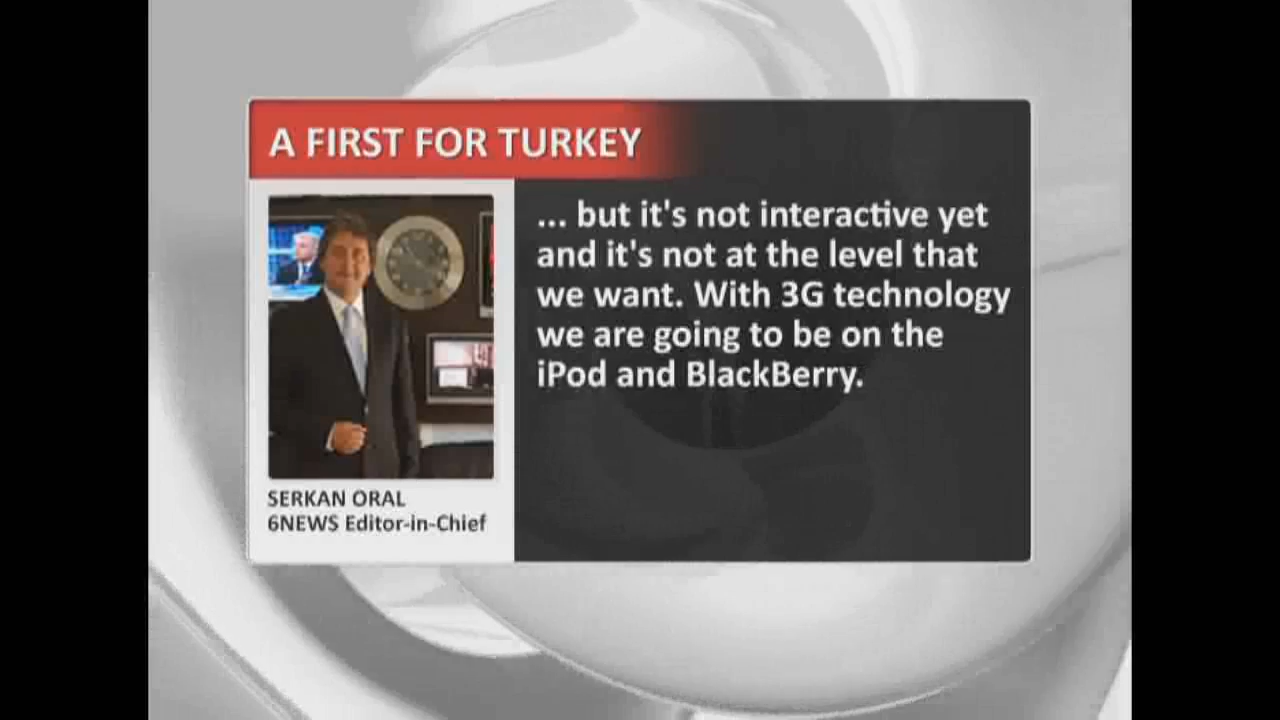 A FIRST FOR TURKEY
... but it's not interactive yet
and it's not at the level that
we want. With 3G technology
we are going to be on the
iPod and BlackBerry.
SERKAN ORAL
6NEWS Editor-in-Chief